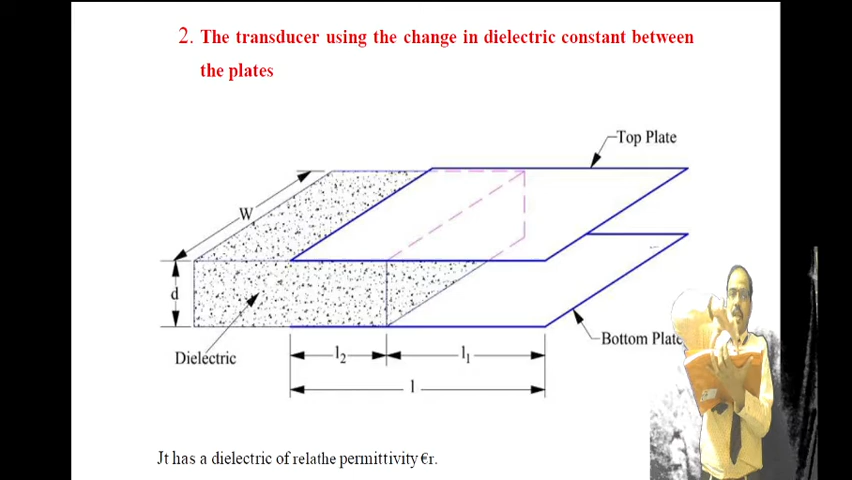 2. The transducer using the change in dielectric constant between
the plates
Top Plate
W
d
Dielectric
l₂
l₁
Bottom Plate
l
Jt has a dielectric of relathe permittivity €r.